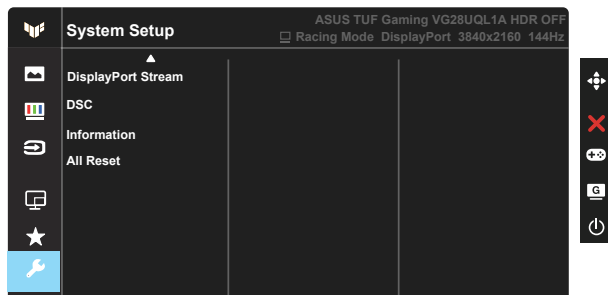 System Setup
ASUS TUF Gaming VG28UQL1A HDR OFF
Racing Mode DisplayPort 3840x2160 144Hz
DisplayPort Stream
DSC
Information
All Reset
G